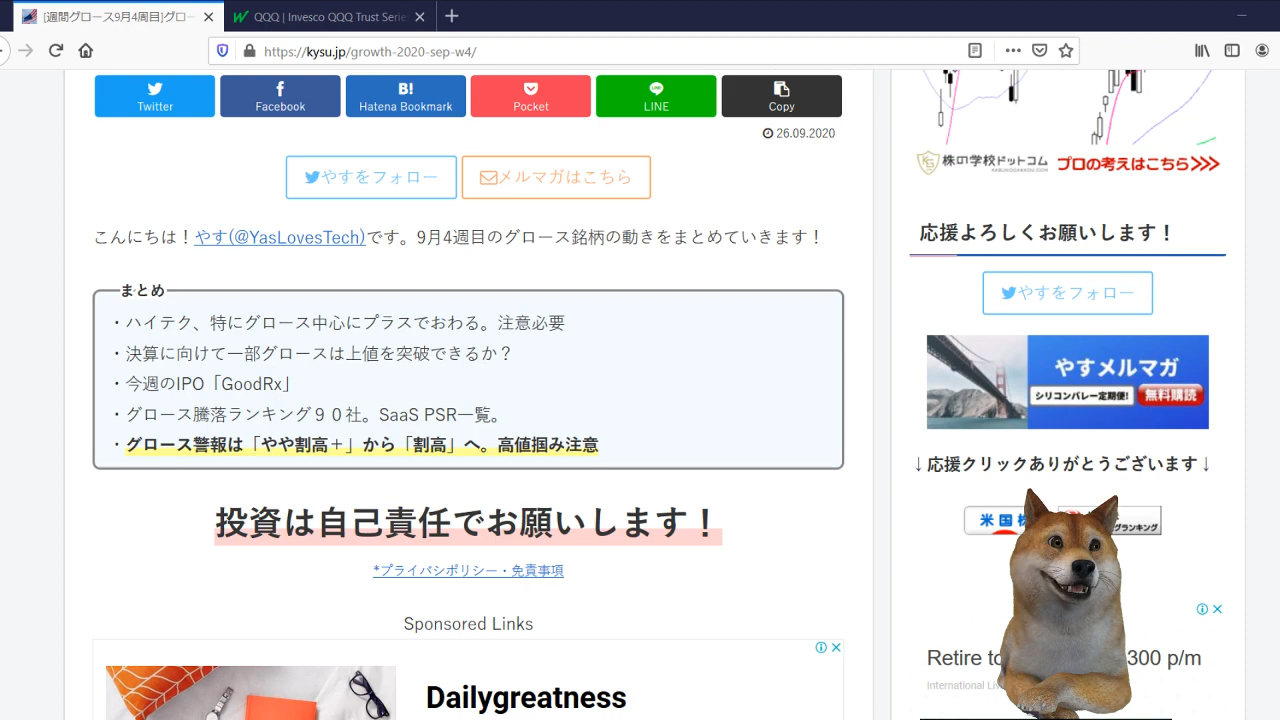 [週間グロース9月4周目]グロー
QQQ | Invesco QQQ Trust Serie
https://kysu.jp/growth-2020-sep-w4/
Twitter
Facebook
B!
Hatena Bookmark
Pocket
LINE
Copy
26.09.2020
やすをフォロー
メルマガはこちら
こんにちは！やす(@YasLovesTech)です。9月4週目のグロース銘柄の動きをまとめていきます！
まとめ
・ハイテク、特にグロース中心にプラスでおわる。注意必要
・決算に向けて一部グロースは上値を突破できるか？
・今週のIPO「GoodRx」
・グロース騰落ランキング９０社。SaaS PSR一覧。
・グロース警報は「やや割高＋」から「割高」へ。高値掴み注意
投資は自己責任でお願いします！
*プライバシポリシー・免責事項
Sponsored Links
Dailygreatness
株の学校ドットコム
KABUNOGAKKOU.COM
プロの考えはこちら
応援よろしくお願いします！
やすをフォロー
やすメルマガ
シリコンバレー定期便!
無料購読
↓応援クリックありがとうございます↓
米国
グランキング
Retire to
300 p/m
International Liv